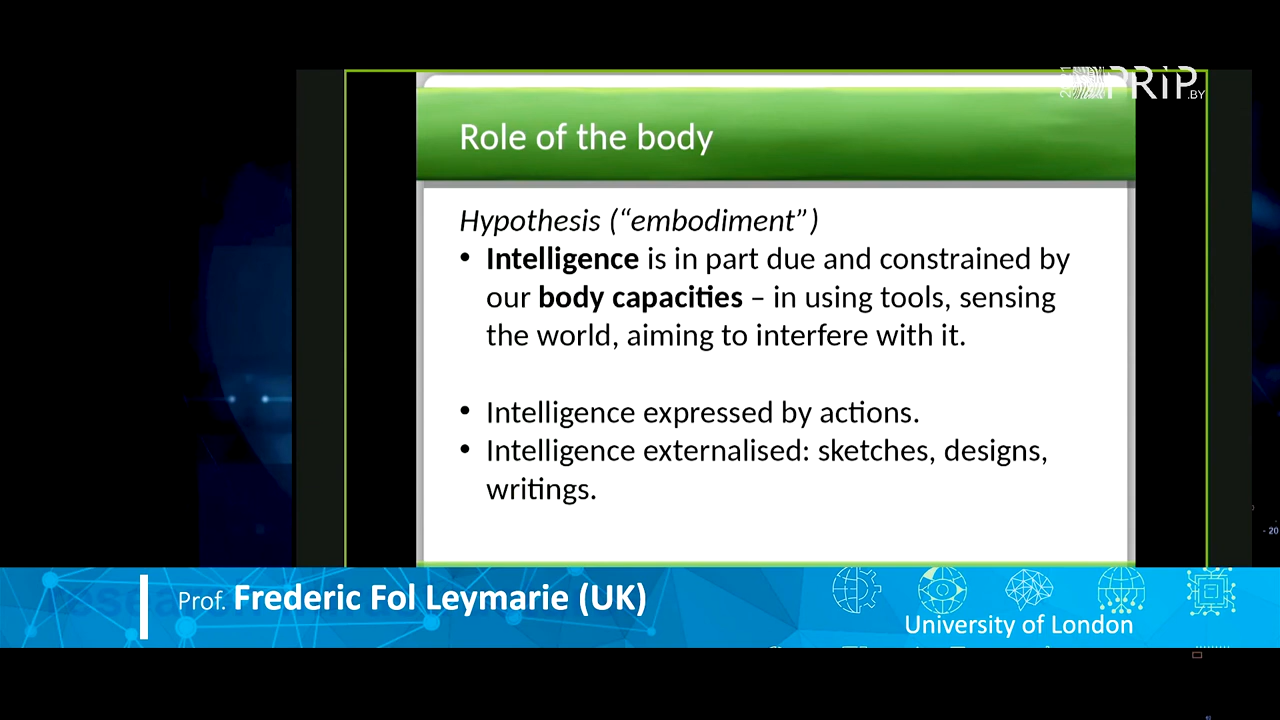 PRIP.BY
Role of the body
Hypothesis (“embodiment”)
• Intelligence is in part due and constrained by
our body capacities – in using tools, sensing
the world, aiming to interfere with it.
• Intelligence expressed by actions.
• Intelligence externalised: sketches, designs,
writings.
- 20
Prof. Frederic Fol Leymarie (UK)
University of London